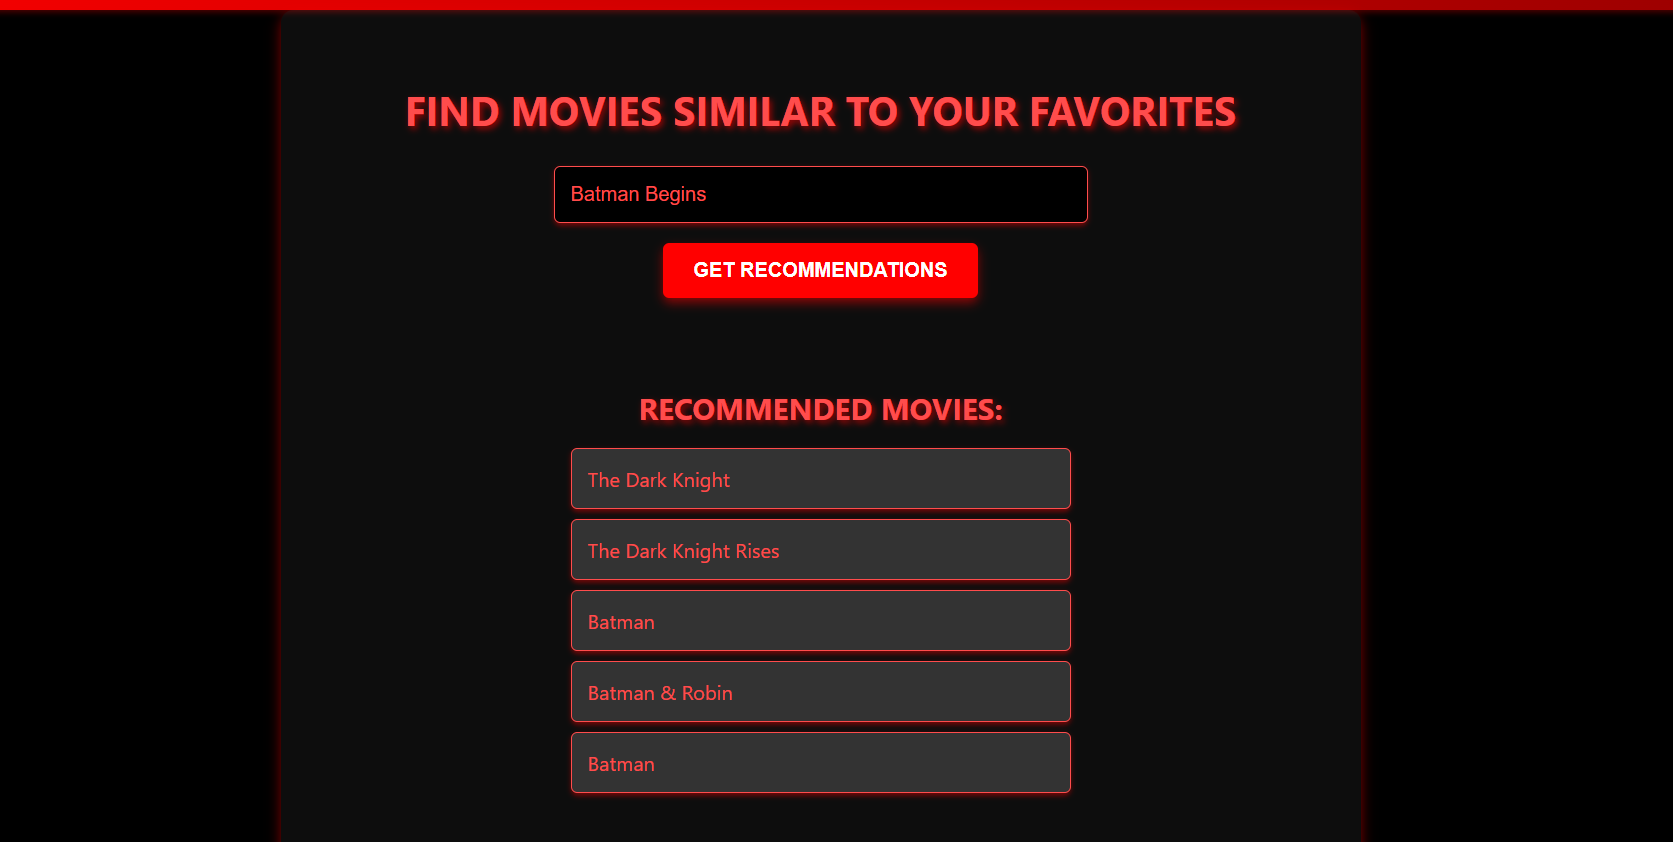 FIND MOVIES SIMILAR TO YOUR FAVORITES
Batman Begins
GET RECOMMENDATIONS
RECOMMENDED MOVIES:
The Dark Knight
The Dark Knight Rises
Batman
Batman & Robin
Batman